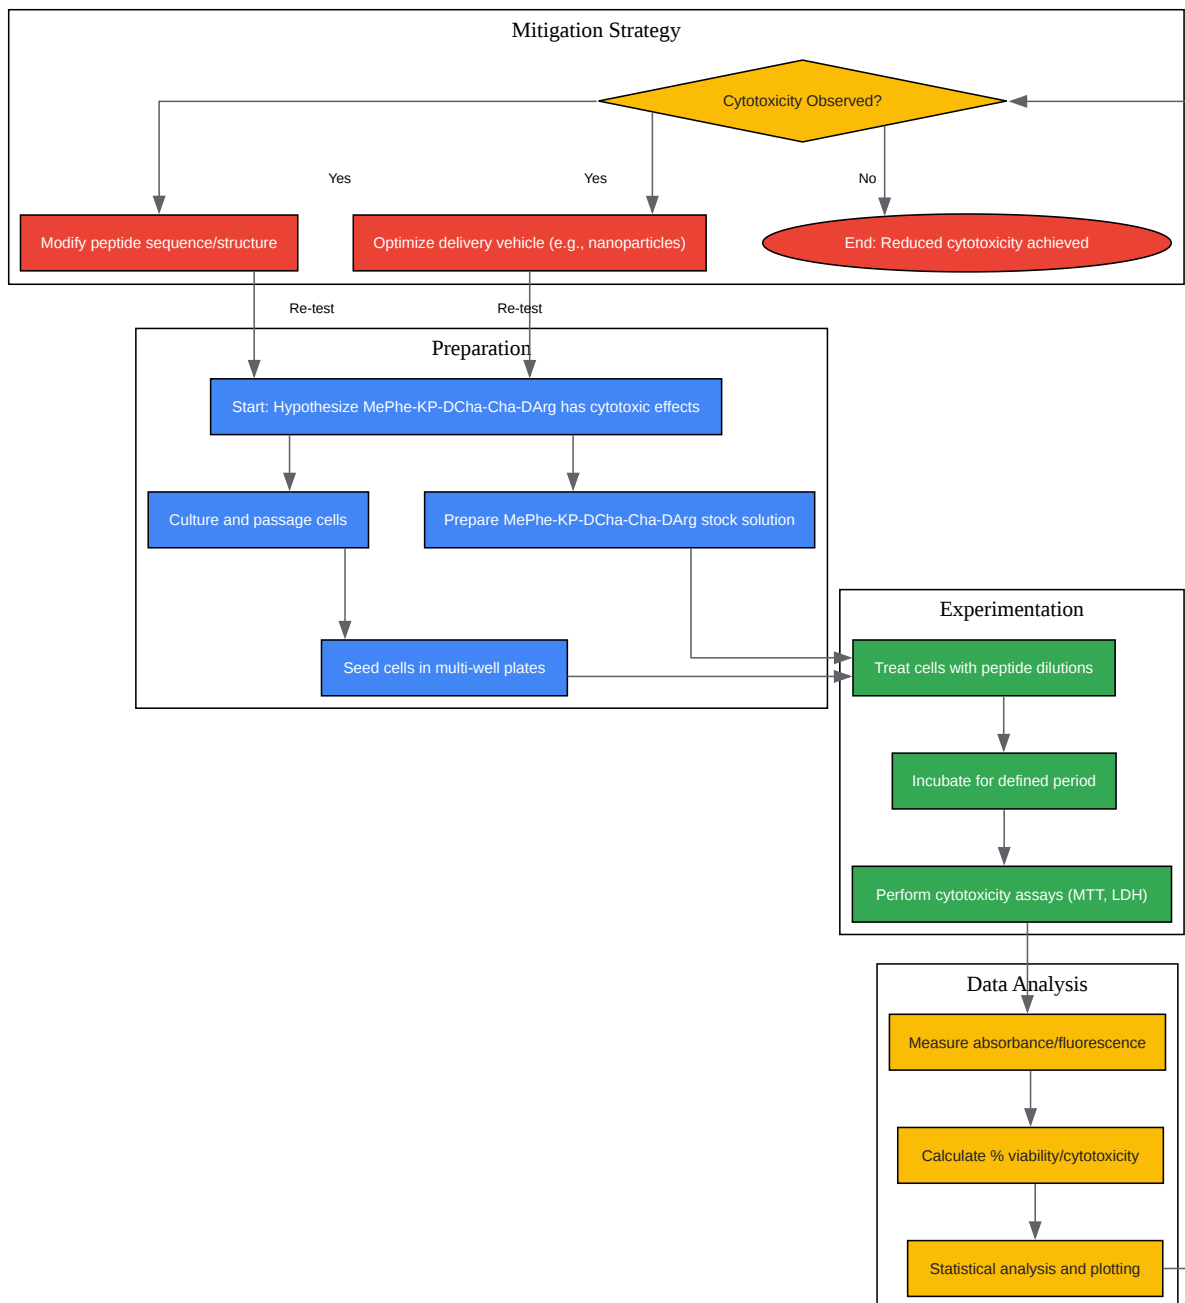 Mitigation Strategy
Cytotoxicity Observed?
Yes
Yes
No
Modify peptide sequence/structure
Optimize delivery vehicle (e.g., nanoparticles)
End: Reduced cytotoxicity achieved
Re-test
Re-test
Preparation
Start: Hypothesize MePhe-KP-DCha-Cha-DArg has cytotoxic effects
Culture and passage cells
Prepare MePhe-KP-DCha-Cha-DArg stock solution
Seed cells in multi-well plates
Experimentation
Treat cells with peptide dilutions
Incubate for defined period
Perform cytotoxicity assays (MTT, LDH)
Data Analysis
Measure absorbance/fluorescence
Calculate % viability/cytotoxicity
Statistical analysis and plotting